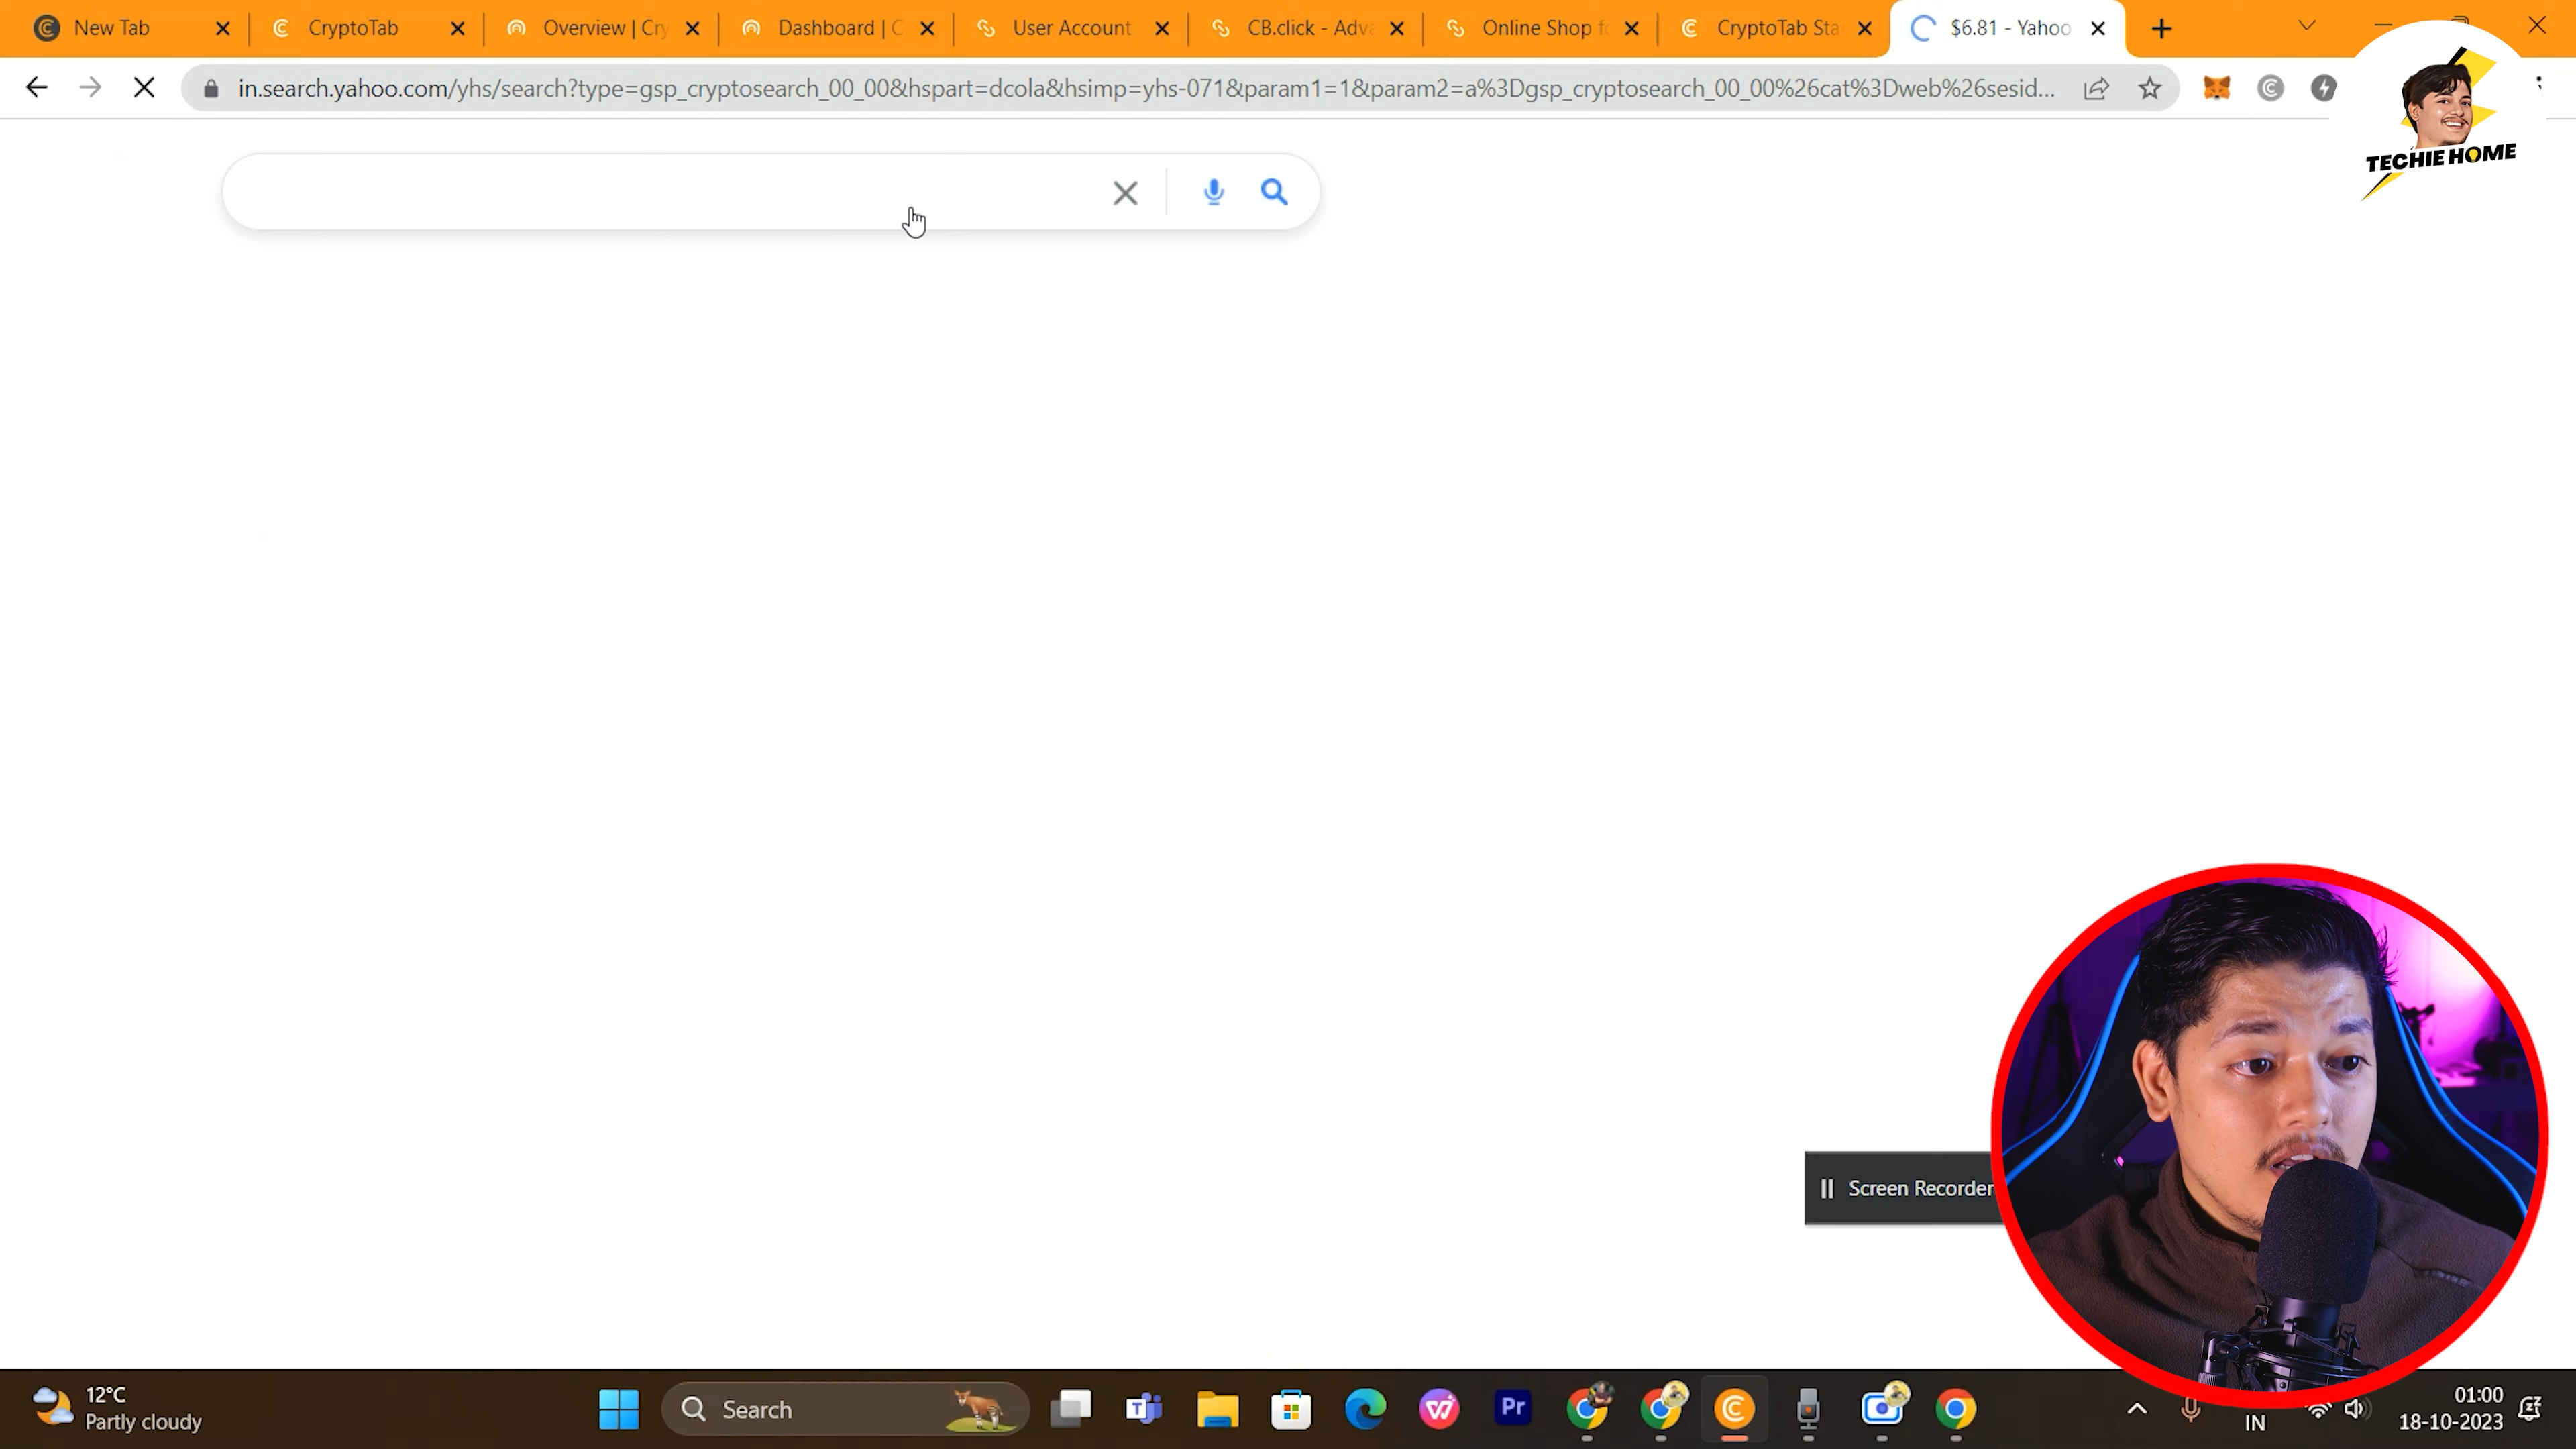 New Tab
CryptoTab
Overview | Cry
Dashboard | C
User Account
CB.click - Adva
Online Shop fo
CryptoTab Sta
$6.81 - Yahoo
in.search.yahoo.com/yhs/search?type=gsp_cryptosearch_00_00&hspart=dcola&hsimp=yhs-071&param1=1&param2=a%3Dgsp_cryptosearch_00_00%26cat%3Dweb%26sesid...
TECHIE HOME
Screen Recorder
12°C
Partly cloudy
Search
Pr
IN
01:00
18-10-2023